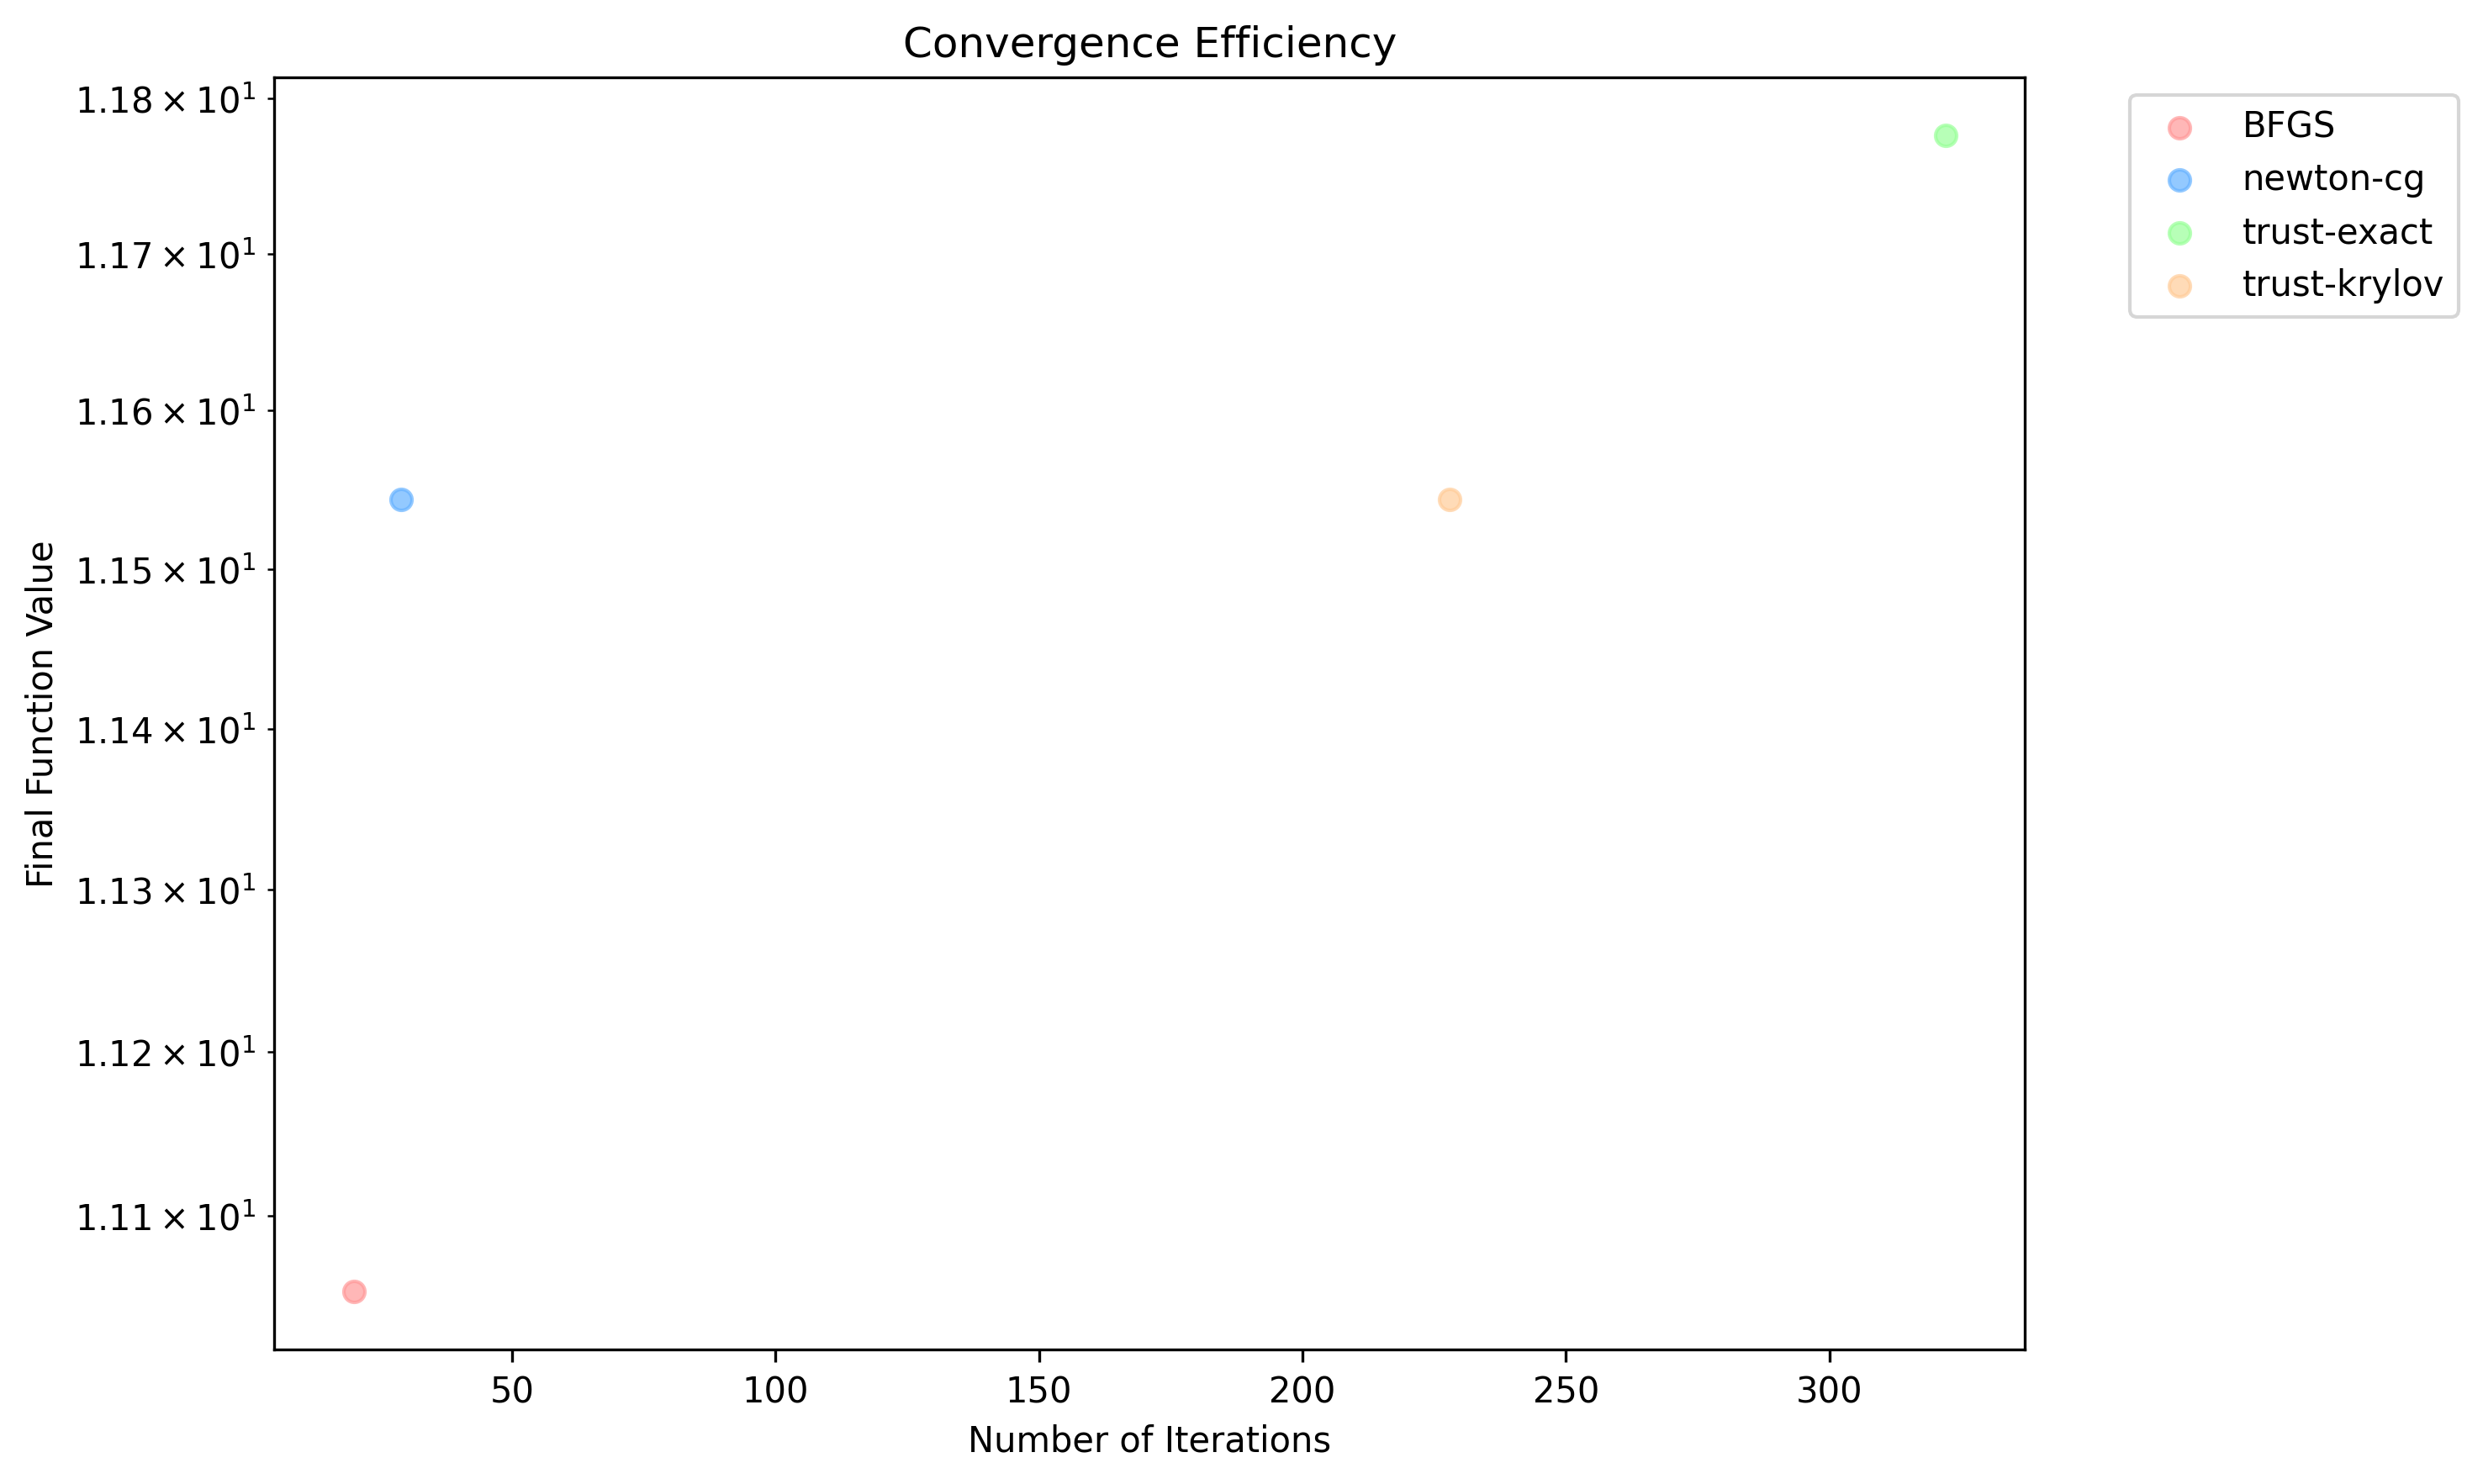 Convergence Efficiency
1.18 × 10¹
1.17 × 10¹
1.16 × 10¹
1.15 × 10¹
1.14 × 10¹
1.13 × 10¹
1.12 × 10¹
1.11 × 10¹
Final Function Value
50 100 150 200 250 300
Number of Iterations
BFGS
newton-cg
trust-exact
trust-krylov